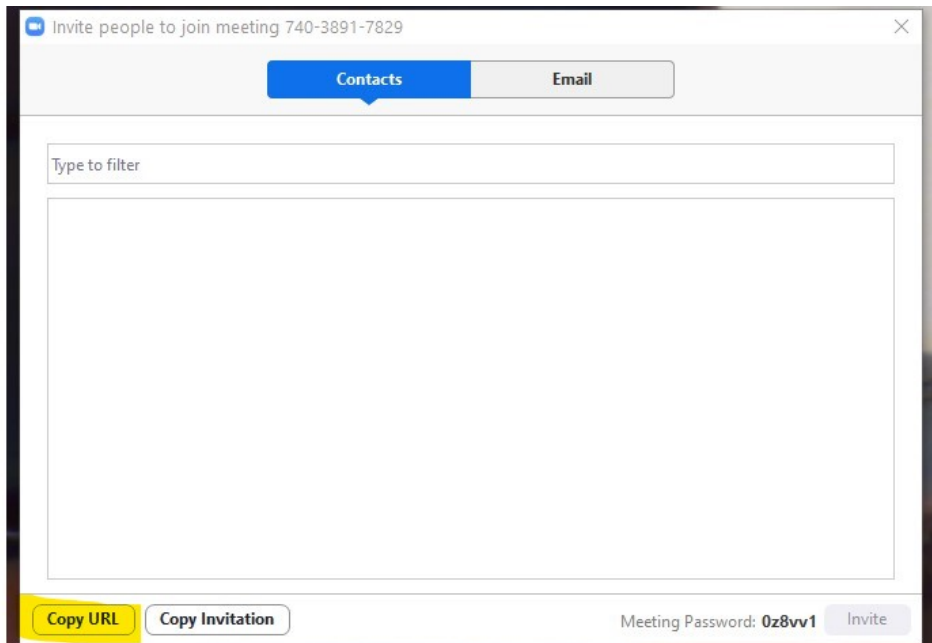 Invite people to join meeting 740-3891-7829
Contacts Email
Type to filter
Copy URL Copy Invitation Meeting Password: 0z8vv1 Invite